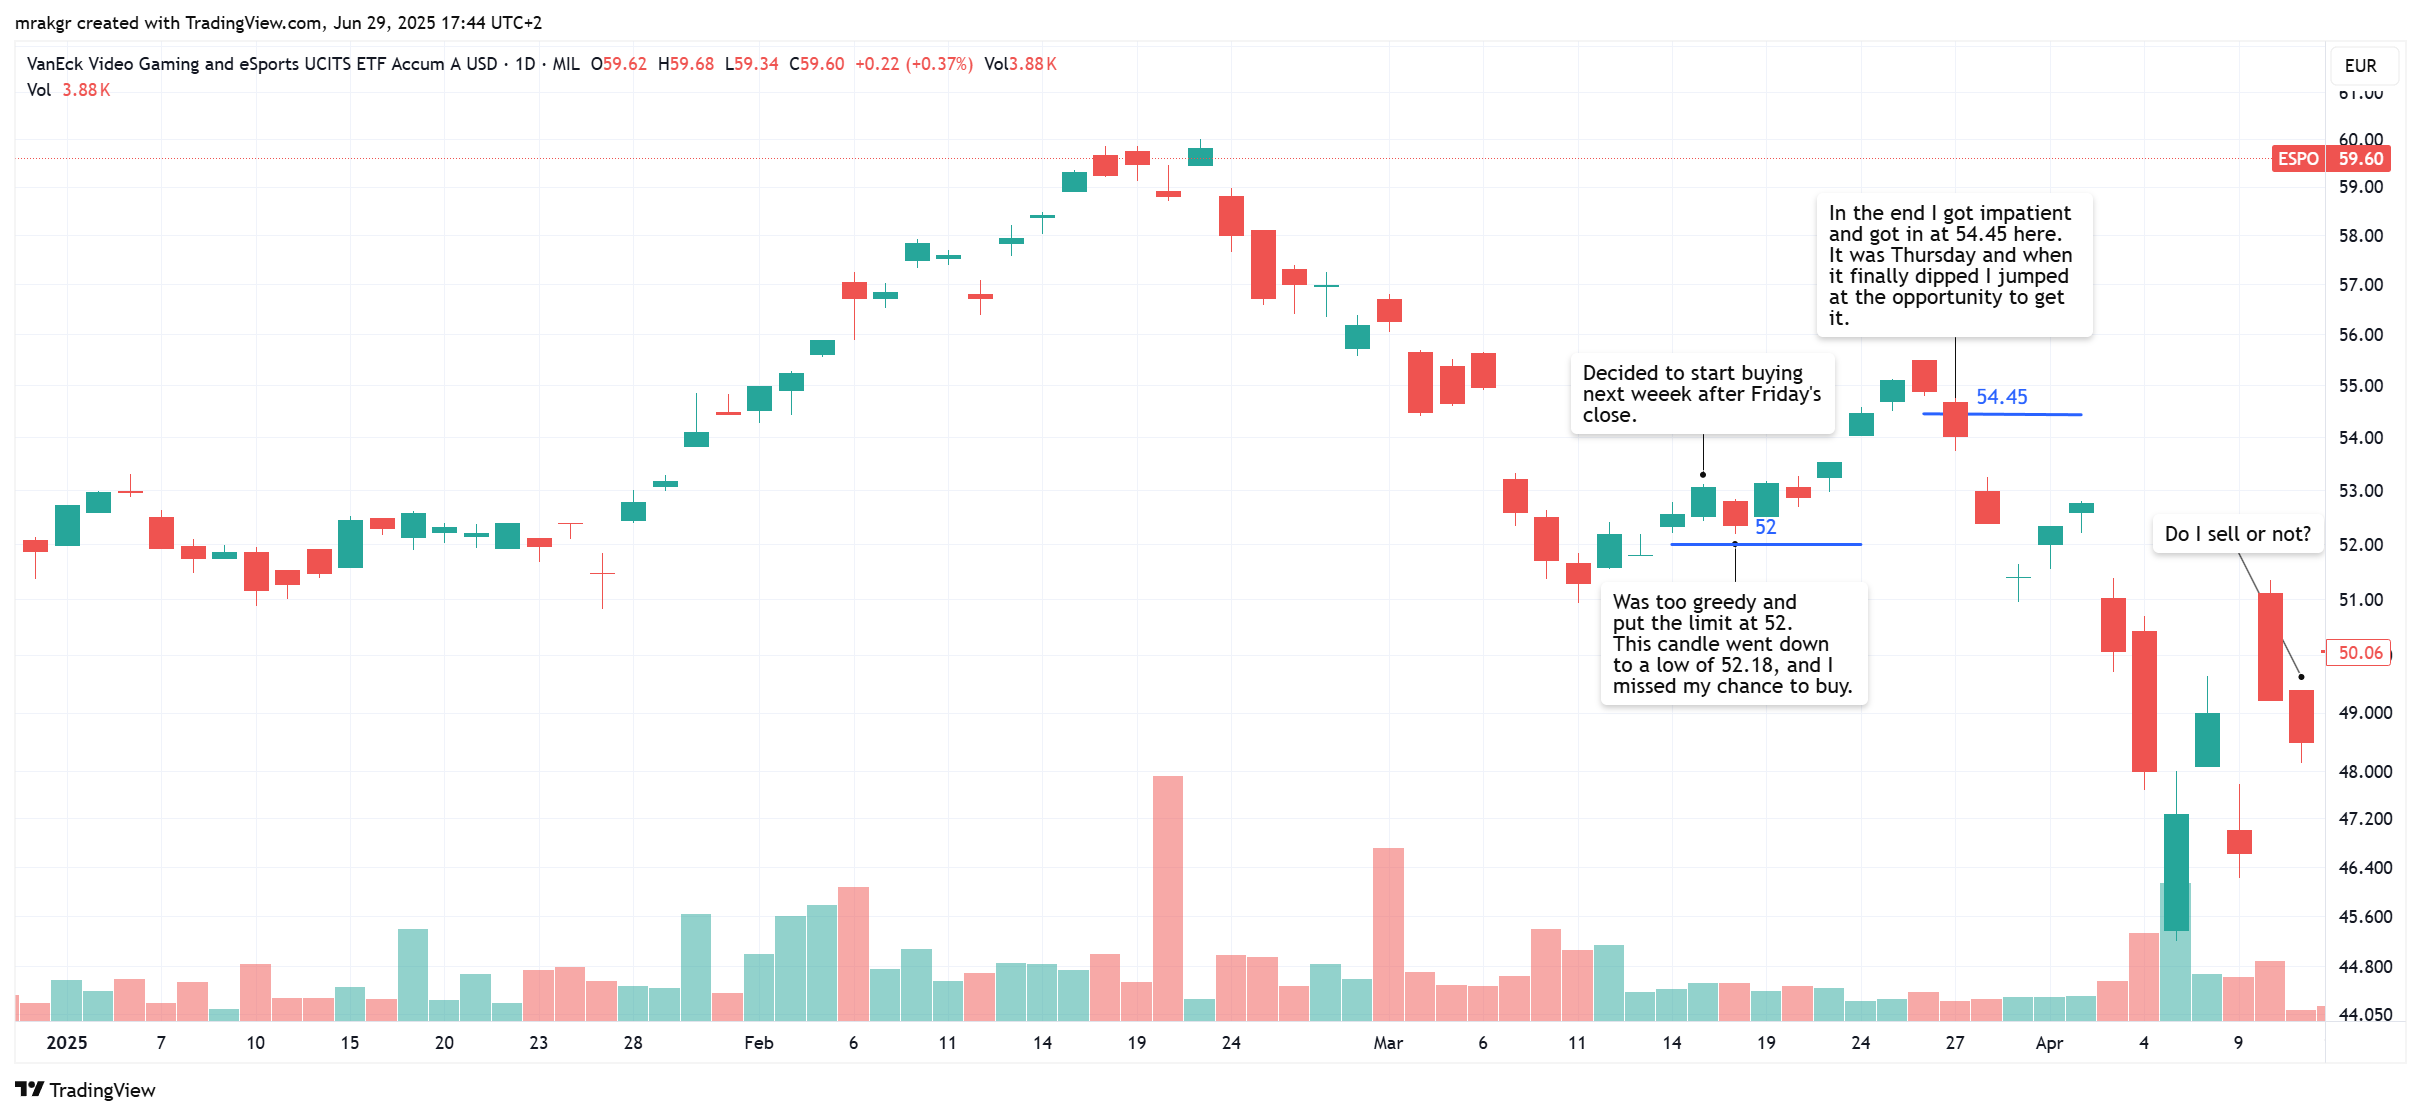 mrakgr created with TradingView.com, Jun 29, 2025 17:44 UTC+2
VanEck Video Gaming and eSports UCITS ETF Accum A USD · 1D · MIL O59.62 H59.68 L59.34 C59.60 +0.22 (+0.37%) Vol3.88 K
Vol 3.88 K
EUR
61.00
60.00
ESPO 59.60
59.00
58.00
57.00
56.00
55.00
54.00
53.00
52.00
51.00
50.06
49.000
48.000
47.200
46.400
45.600
44.800
44.050
In the end I got impatient
and got in at 54.45 here.
It was Thursday and when
it finally dipped I jumped
at the opportunity to get
it.
Decided to start buying
next weeek after Friday's
close.
54.45
52
Do I sell or not?
Was too greedy and
put the limit at 52.
This candle went down
to a low of 52.18, and I
missed my chance to buy.
2025 7 10 15 20 23 28 Feb 6 11 14 19 24 Mar 6 11 14 19 24 27 Apr 4 9
TradingView